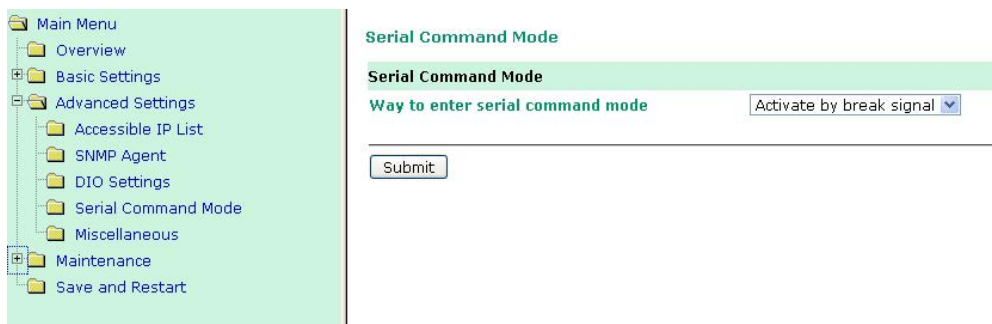 Main Menu
Overview
Basic Settings
Advanced Settings
Accessible IP List
SNMP Agent
DIO Settings
Serial Command Mode
Miscellaneous
Maintenance
Save and Restart
Serial Command Mode
Serial Command Mode
Way to enter serial command mode Activate by break signal
Submit